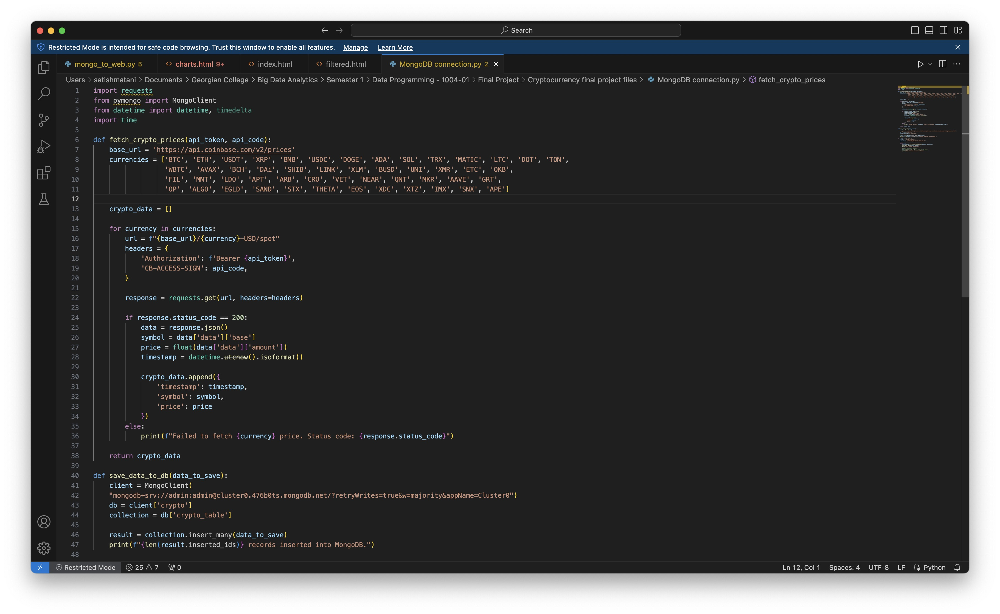 Search
Restricted Mode is intended for safe code browsing. Trust this window to enable all features. Manage Learn More
mongo_to_web.py 5 charts.html 9+ index.html filtered.html MongoDB connection.py 2
Users > satishmatani > Documents > Georgian College > Big Data Analytics > Semester 1 > Data Programming - 1004-01 > Final Project > Cryptocurrency final project files > MongoDB connection.py > fetch_crypto_prices
1 import requests
2 from pymongo import MongoClient
3 from datetime import datetime, timedelta
4 import time
5
6 def fetch_crypto_prices(api_token, api_code):
7     base_url = 'https://api.coinbase.com/v2/prices'
8     currencies = ['BTC', 'ETH', 'USDT', 'XRP', 'BNB', 'USDC', 'DOGE', 'ADA', 'SOL', 'TRX', 'MATIC', 'LTC', 'DOT', 'TON',
9                   'WBTC', 'AVAX', 'BCH', 'DAi', 'SHIB', 'LINK', 'XLM', 'BUSD', 'UNI', 'XMR', 'ETC', 'OKB',
10                   'FIL', 'MNT', 'LDO', 'APT', 'ARB', 'CRO', 'VET', 'NEAR', 'QNT', 'MKR', 'AAVE', 'GRT',
11                   'OP', 'ALGO', 'EGLD', 'SAND', 'STX', 'THETA', 'EOS', 'XDC', 'XTZ', 'IMX', 'SNX', 'APE']
12
13     crypto_data = []
14
15     for currency in currencies:
16         url = f"{base_url}/{currency}-USD/spot"
17         headers = {
18             'Authorization': f'Bearer {api_token}',
19             'CB-ACCESS-SIGN': api_code,
20         }
21
22         response = requests.get(url, headers=headers)
23
24         if response.status_code == 200:
25             data = response.json()
26             symbol = data['data']['base']
27             price = float(data['data']['amount'])
28             timestamp = datetime.utcnow().isoformat()
29
30             crypto_data.append({
31                 'timestamp': timestamp,
32                 'symbol': symbol,
33                 'price': price
34             })
35         else:
36             print(f"Failed to fetch {currency} price. Status code: {response.status_code}")
37
38     return crypto_data
39
40 def save_data_to_db(data_to_save):
41     client = MongoClient(
42     "mongodb+srv://admin:admin@cluster0.476b0ts.mongodb.net/?retryWrites=true&w=majority&appName=Cluster0")
43     db = client['crypto']
44     collection = db['crypto_table']
45
46     result = collection.insert_many(data_to_save)
47     print(f"{len(result.inserted_ids)} records inserted into MongoDB.")
48
Restricted Mode 25 7 0 Ln 12, Col 1 Spaces: 4 UTF-8 LF Python